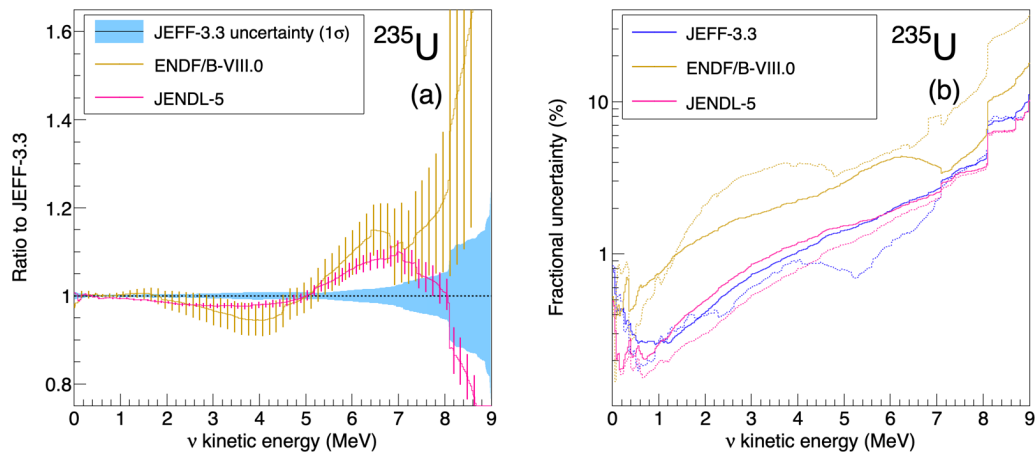 1.6
1.4
1.2
1
0.8
Ratio to JEFF-3.3
JEFF-3.3 uncertainty (1σ)
ENDF/B-VIII.0
JENDL-5
²³⁵U
(a)
0 1 2 3 4 5 6 7 8 9
ν kinetic energy (MeV)
10
1
Fractional uncertainty (%)
JEFF-3.3
ENDF/B-VIII.0
JENDL-5
²³⁵U
(b)
0 1 2 3 4 5 6 7 8 9
ν kinetic energy (MeV)